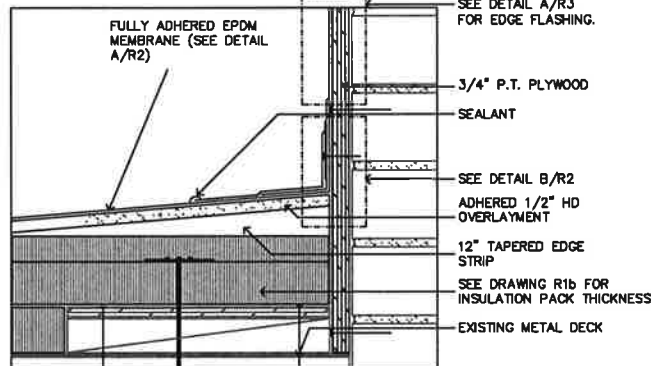 SEE DETAIL A/R3
FOR EDGE FLASHING.
FULLY ADHERED EPDM
MEMBRANE (SEE DETAIL
A/R2)
3/4" P.T. PLYWOOD
SEALANT
SEE DETAIL B/R2
ADHERED 1/2" HD
OVERLAYMENT
12" TAPERED EDGE
STRIP
SEE DRAWING R1b FOR
INSULATION PACK THICKNESS
EXISTING METAL DECK